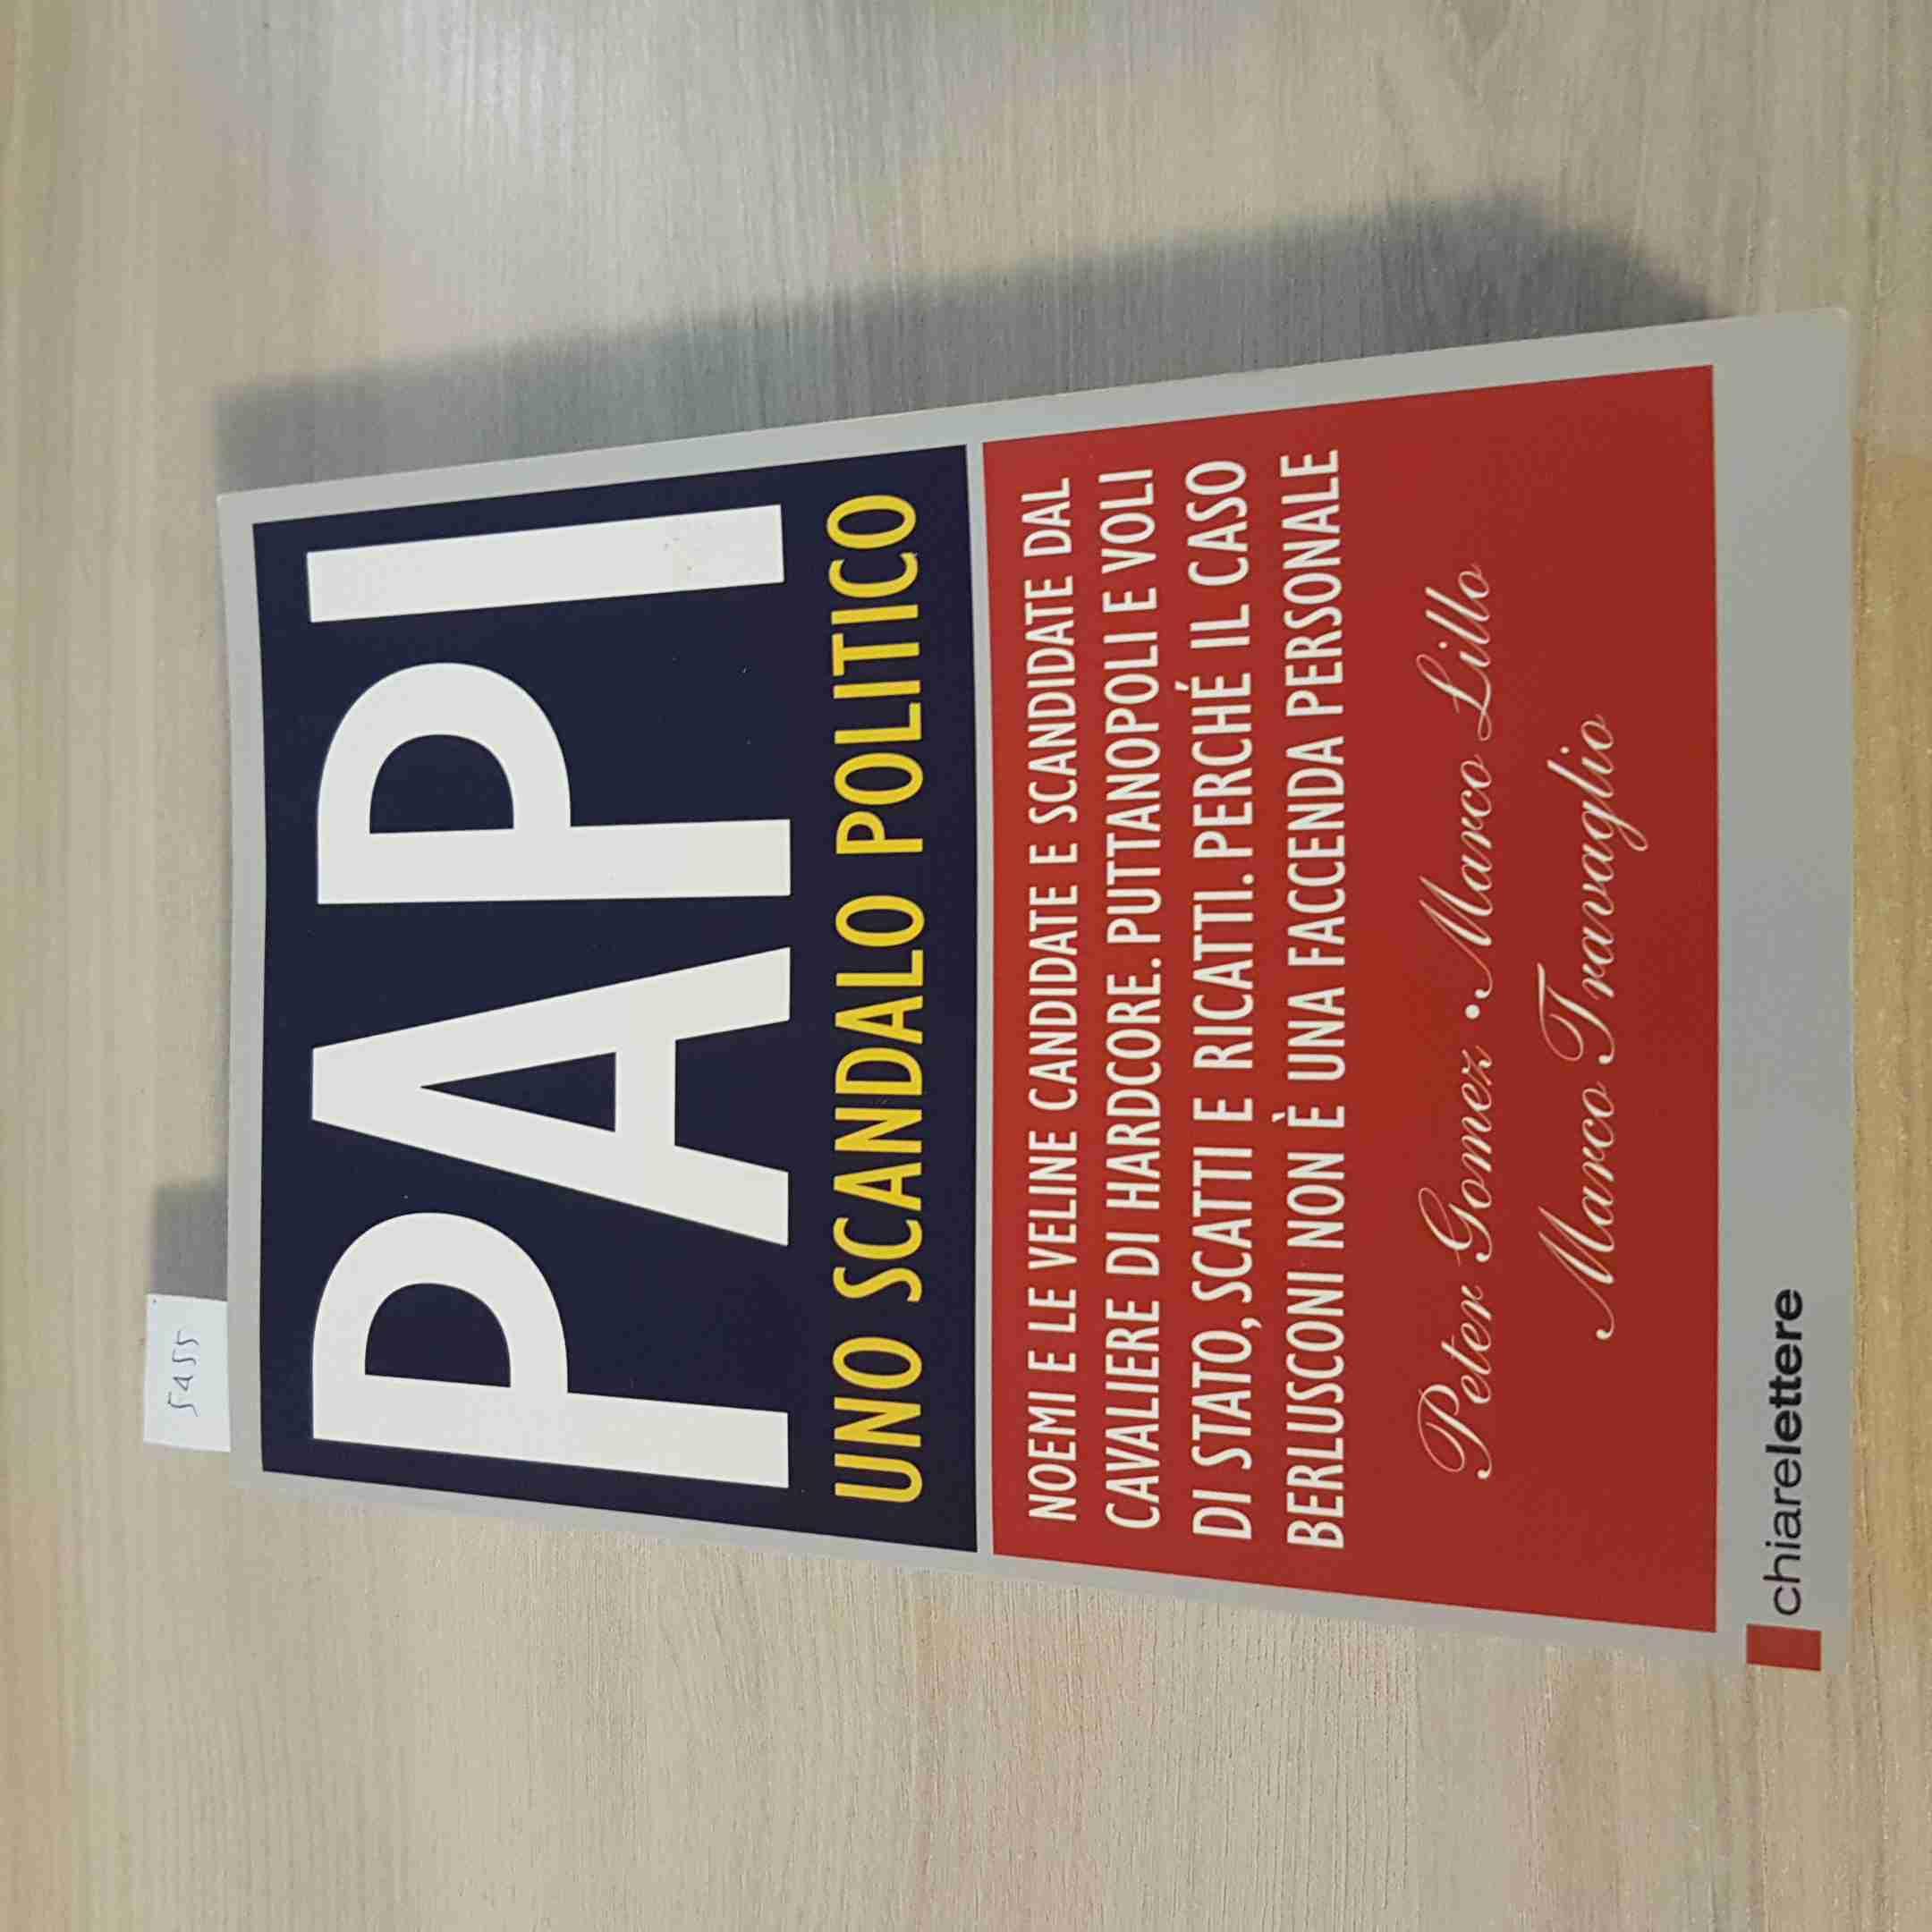 5455
PAPI
UNO SCANDALO POLITICO
NOEMI E LE VELINE CANDIDATE E SCANDIDATE DAL
CAVALIERE DI HARDCORE. PUTTANOPOLI E VOLI
DI STATO, SCATTI E RICATTI. PERCHÉ IL CASO
BERLUSCONI NON È UNA FACCENDA PERSONALE
Peter Gomez • Marco Lillo
Marco Travaglio
chiarelettere